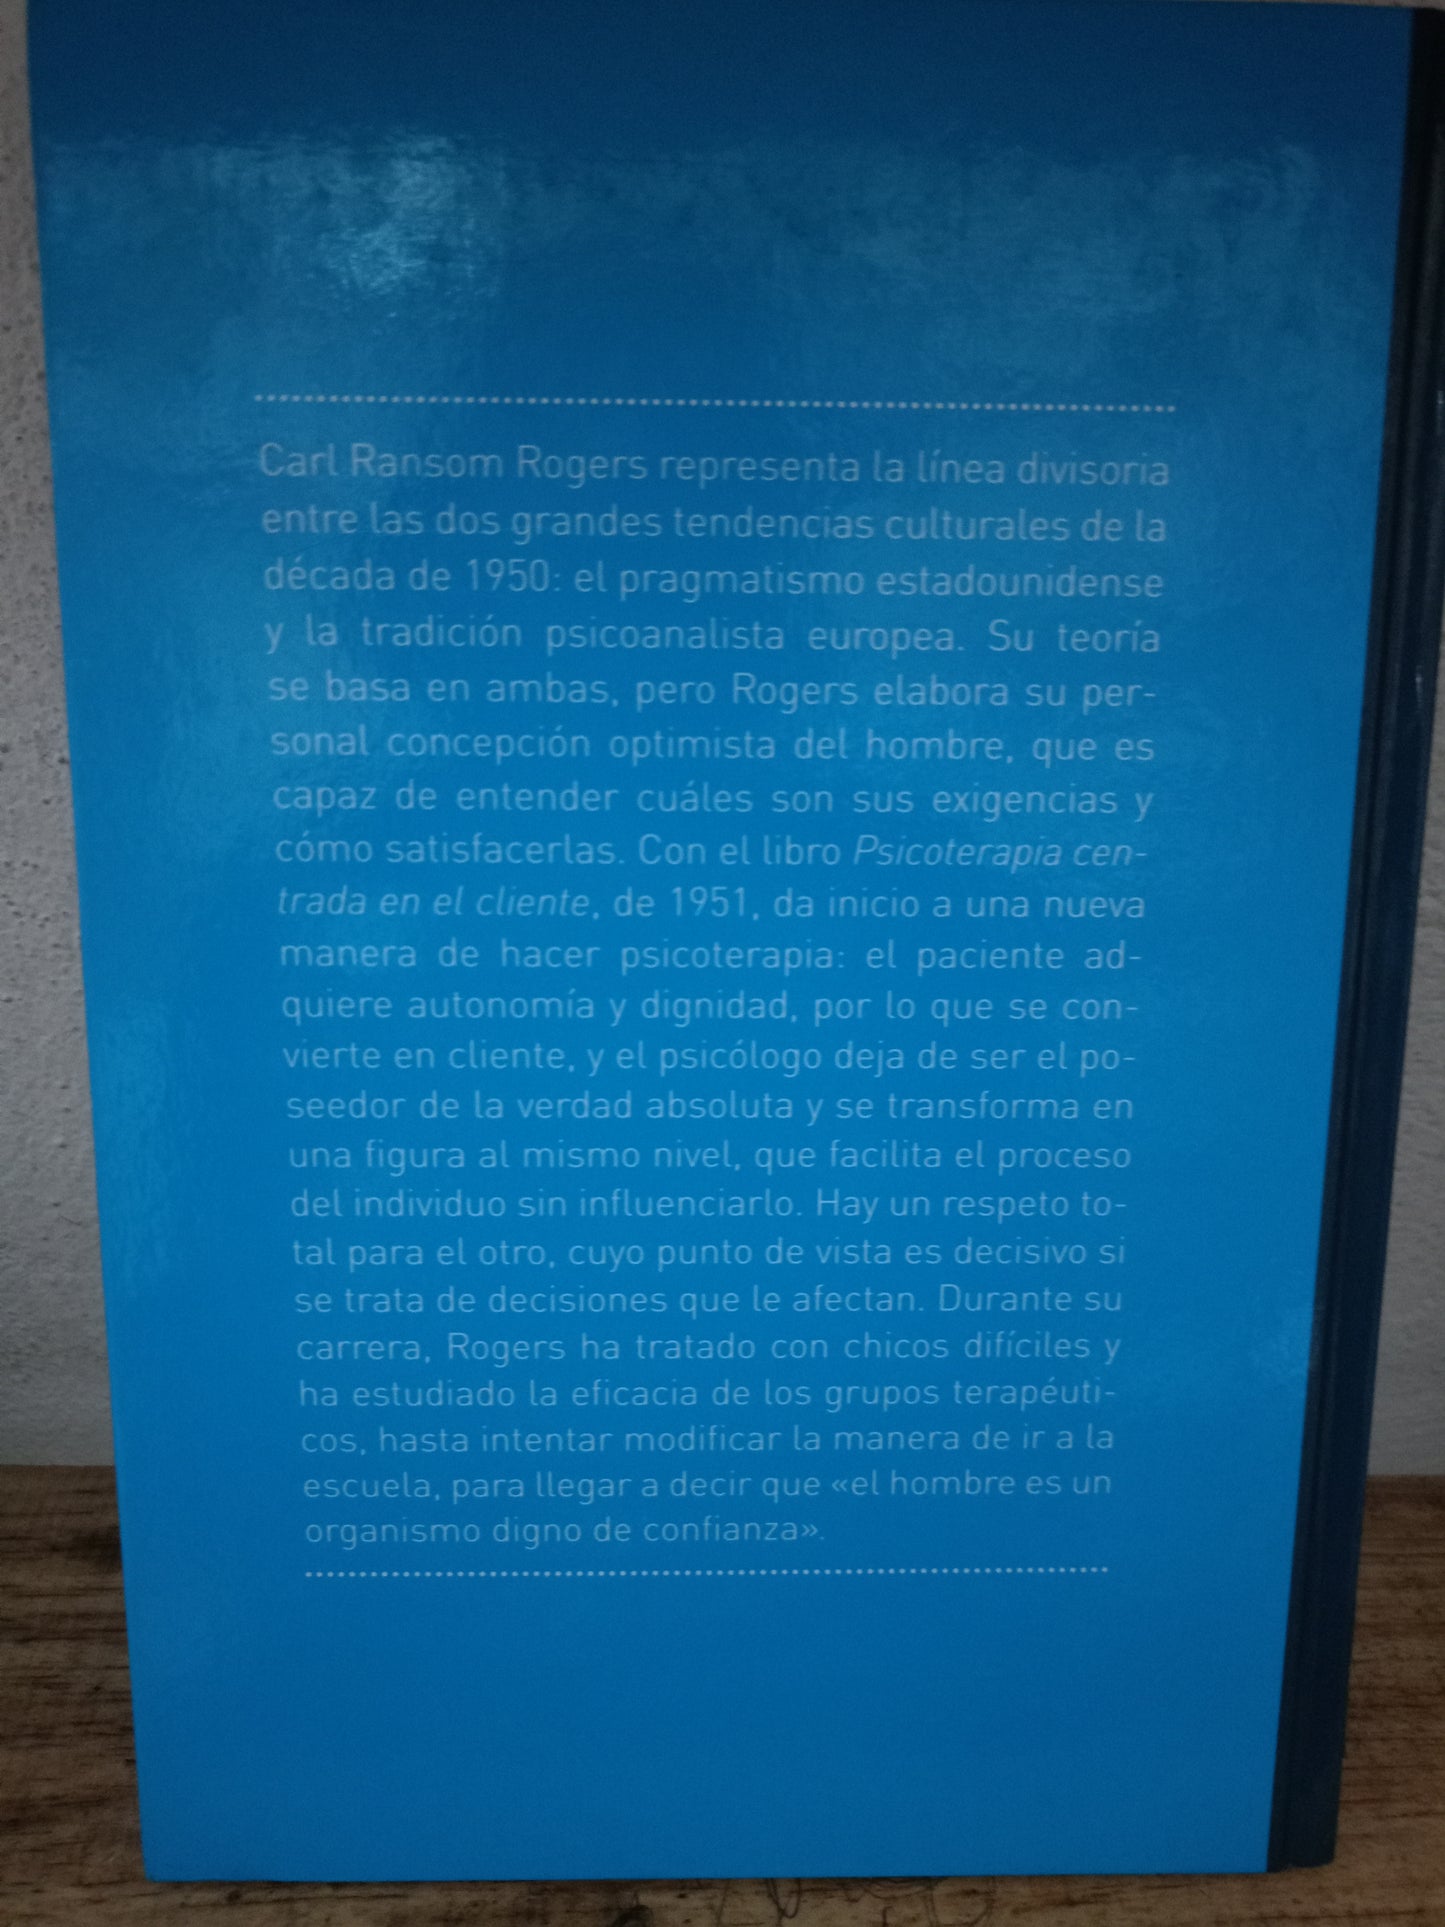 Carl Ransom Rogers representa la línea divisoria
entre las dos grandes tendencias culturales de la
década de 1950: el pragmatismo estadounidense
y la tradición psicoanalista europea. Su teoría
se basa en ambas, pero Rogers elabora su per-
sonal concepción optimista del hombre, que es
capaz de entender cuáles son sus exigencias y
cómo satisfacerlas. Con el libro Psicoterapia cen-
trada en el cliente, de 1951, da inicio a una nueva
manera de hacer psicoterapia: el paciente ad-
quiere autonomía y dignidad, por lo que se con-
vierte en cliente, y el psicólogo deja de ser el po-
seedor de la verdad absoluta y se transforma en
una figura al mismo nivel, que facilita el proceso
del individuo sin influenciarlo. Hay un respeto to-
tal para el otro, cuyo punto de vista es decisivo si
se trata de decisiones que le afectan. Durante su
carrera, Rogers ha tratado con chicos difíciles y
ha estudiado la eficacia de los grupos terapéuti-
cos, hasta intentar modificar la manera de ir a la
escuela, para llegar a decir que «el hombre es un
organismo digno de confianza».